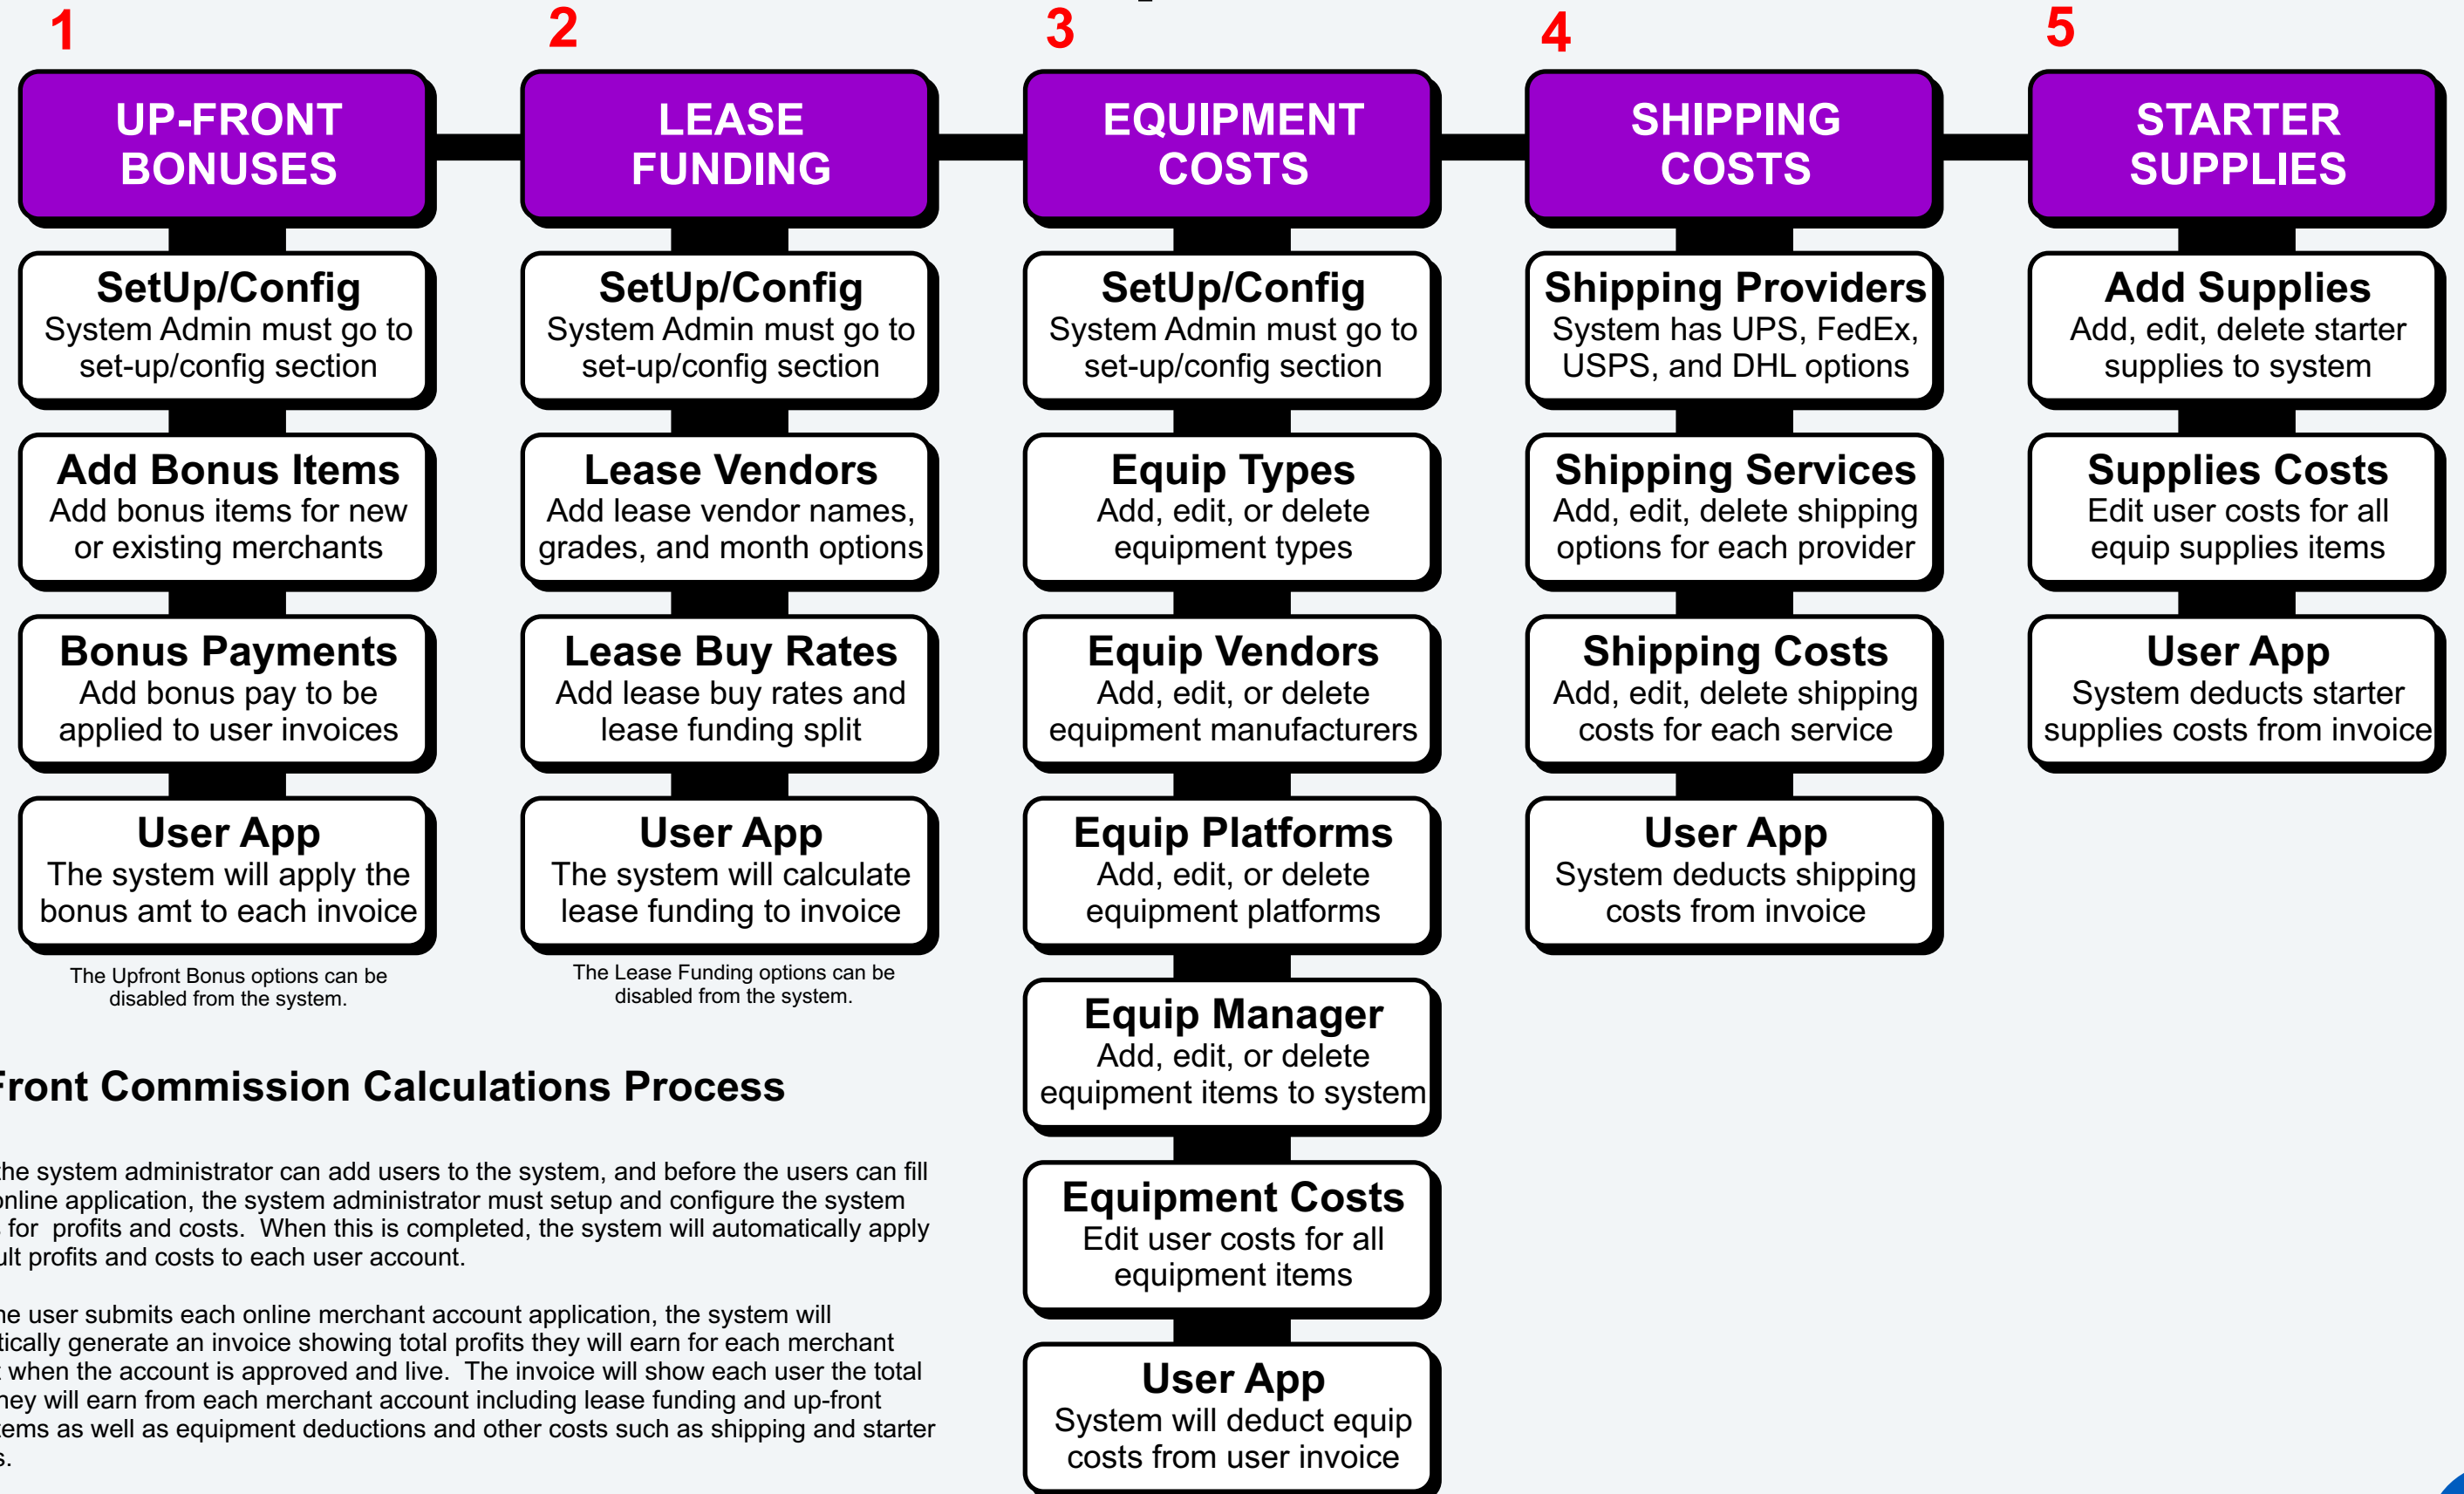 1
2
3
4
5
UP-FRONT
BONUSES
SetUp/Config
System Admin must go to
set-up/config section
Add Bonus Items
Add bonus items for new
or existing merchants
Bonus Payments
Add bonus pay to be
applied to user invoices
User App
The system will apply the
bonus amt to each invoice
The Upfront Bonus options can be
disabled from the system.
LEASE
FUNDING
SetUp/Config
System Admin must go to
set-up/config section
Lease Vendors
Add lease vendor names,
grades, and month options
Lease Buy Rates
Add lease buy rates and
lease funding split
User App
The system will calculate
lease funding to invoice
The Lease Funding options can be
disabled from the system.
EQUIPMENT
COSTS
SetUp/Config
System Admin must go to
set-up/config section
Equip Types
Add, edit, or delete
equipment types
Equip Vendors
Add, edit, or delete
equipment manufacturers
Equip Platforms
Add, edit, or delete
equipment platforms
Equip Manager
Add, edit, or delete
equipment items to system
Equipment Costs
Edit user costs for all
equipment items
User App
System will deduct equip
costs from user invoice
SHIPPING
COSTS
Shipping Providers
System has UPS, FedEx,
USPS, and DHL options
Shipping Services
Add, edit, delete shipping
options for each provider
Shipping Costs
Add, edit, delete shipping
costs for each service
User App
System deducts shipping
costs from invoice
STARTER
SUPPLIES
Add Supplies
Add, edit, delete starter
supplies to system
Supplies Costs
Edit user costs for all
equip supplies items
User App
System deducts starter
supplies costs from invoice
Front Commission Calculations Process
the system administrator can add users to the system, and before the users can fill
online application, the system administrator must setup and configure the system
for profits and costs. When this is completed, the system will automatically apply
profits and costs to each user account.
user submits each online merchant account application, the system will
generate an invoice showing total profits they will earn for each merchant
when the account is approved and live. The invoice will show each user the total
they will earn from each merchant account including lease funding and up-front
items as well as equipment deductions and other costs such as shipping and starter